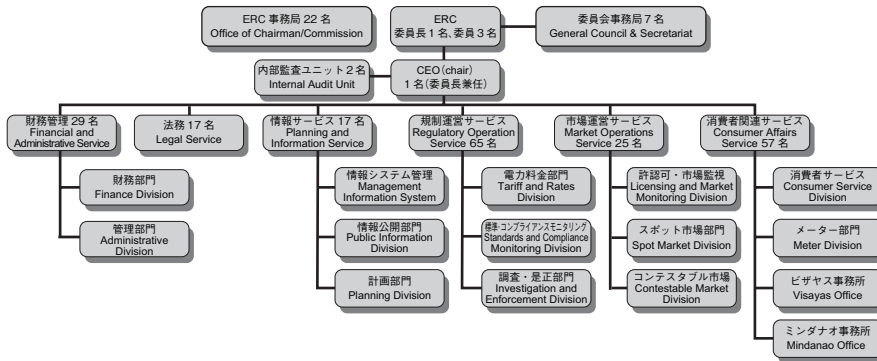 ERC 事務局 22 名
Office of Chairman/Commission
ERC
委員長 1 名、委員 3 名
委員会事務局 7 名
General Council & Secretariat
内部監査ユニット 2 名
Internal Audit Unit
CEO(chair)
1 名(委員長兼任)
財務管理 29 名
Financial and
Administrative Service
法務 17 名
Legal Service
情報サービス 17 名
Planning and
Information Service
規制運営サービス
Regulatory Operation
Service 65 名
市場運営サービス
Market Operations
Service 25 名
消費者関連サービス
Consumer Affairs
Service 57 名
財務部門
Finance Division
管理部門
Administrative
Division
情報システム管理
Management
Information System
情報公開部門
Public Information
Division
計画部門
Planning Division
電力料金部門
Tariff and Rates
Division
標準・コンプライアンスモニタリング
Standards and Compliance
Monitoring Division
調査・是正部門
Investigation and
Enforcement Division
許認可・市場監視
Licensing and Market
Monitoring Division
スポット市場部門
Spot Market Division
コンテスタブル市場
Contestable Market
Division
消費者サービス
Consumer Service
Division
メーター部門
Meter Division
ビザヤス事務所
Visayas Office
ミンダナオ事務所
Mindanao Office